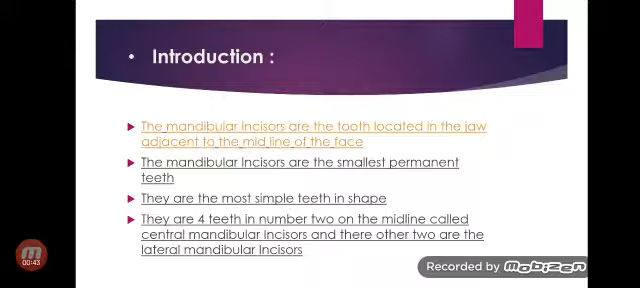 • Introduction :
The mandibular Incisors are the tooth located in the jaw
adjacent to the mid line of the face
The mandibular Incisors are the smallest permanent
teeth
They are the most simple teeth in shape
They are 4 teeth in number two on the midline called
central mandibular Incisors and there other two are the
lateral mandibular Incisors
00:43
Recorded by mobizen